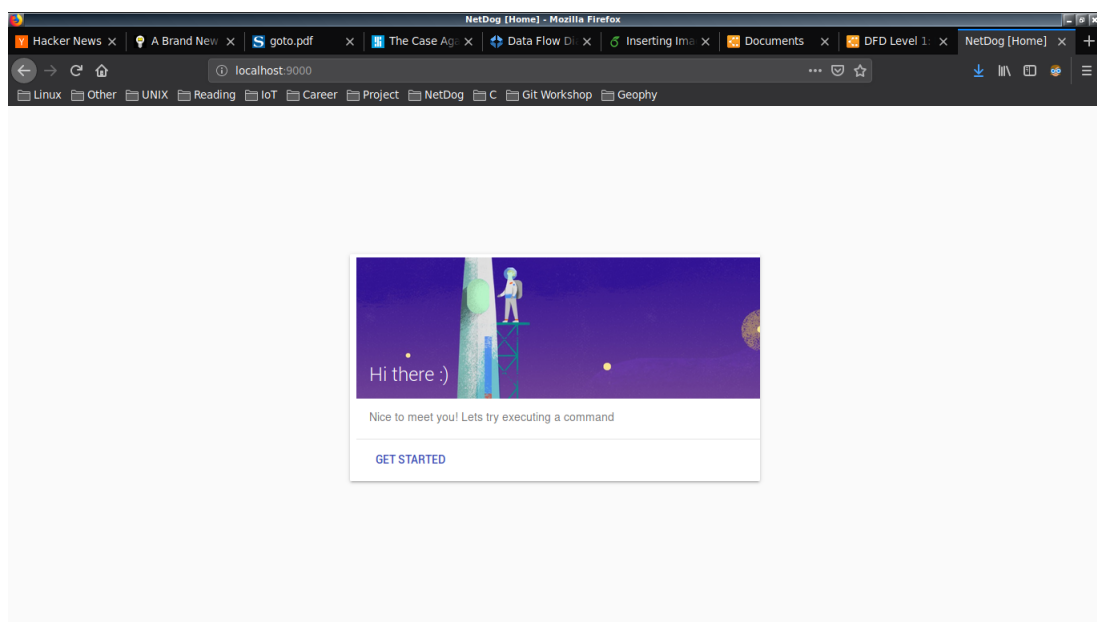 NetDog [Home] - Mozilla Firefox
Y Hacker News
A Brand New
S goto.pdf
The Case Aga
Data Flow Di
Inserting Ima
Documents
DFD Level 1:
NetDog [Home]
localhost:9000
Linux Other UNIX Reading IoT Career Project NetDog C Git Workshop Geophy
Hi there :)
Nice to meet you! Lets try executing a command
GET STARTED